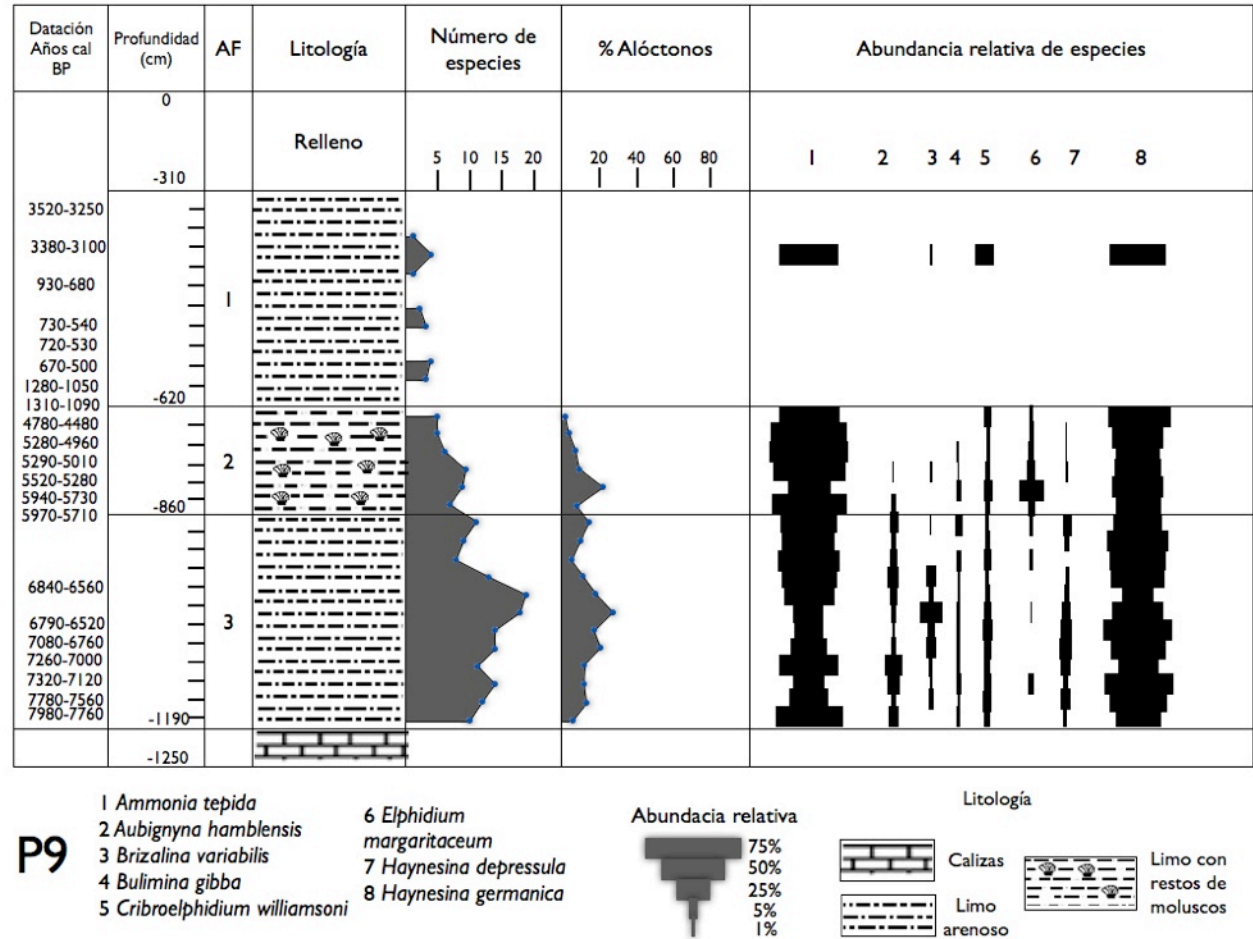 Datación
Años cal
BP
Profundidad
(cm)
AF
Litología
Número de
especies
% Alóctonos
Abundancia relativa de especies
0
Relleno
5 10 15 20
20 40 60 80
1 2 3 4 5 6 7 8
-310
3520-3250
3380-3100
930-680
1
730-540
720-530
670-500
1280-1050
-620
1310-1090
4780-4480
5280-4960
5290-5010
2
5520-5280
5940-5730
-860
5970-5710
6840-6560
6790-6520
3
7080-6760
7260-7000
7320-7120
7780-7560
7980-7760
-1190
-1250
P9
1 Ammonia tepida
2 Aubignyna hamblensis
3 Brizalina variabilis
4 Bulimina gibba
5 Cribroelphidium williamsoni
6 Elphidium
margaritaceum
7 Haynesina depressula
8 Haynesina germanica
Abundacia relativa
75%
50%
25%
5%
1%
Litología
Calizas
Limo
arenoso
Limo con
restos de
moluscos